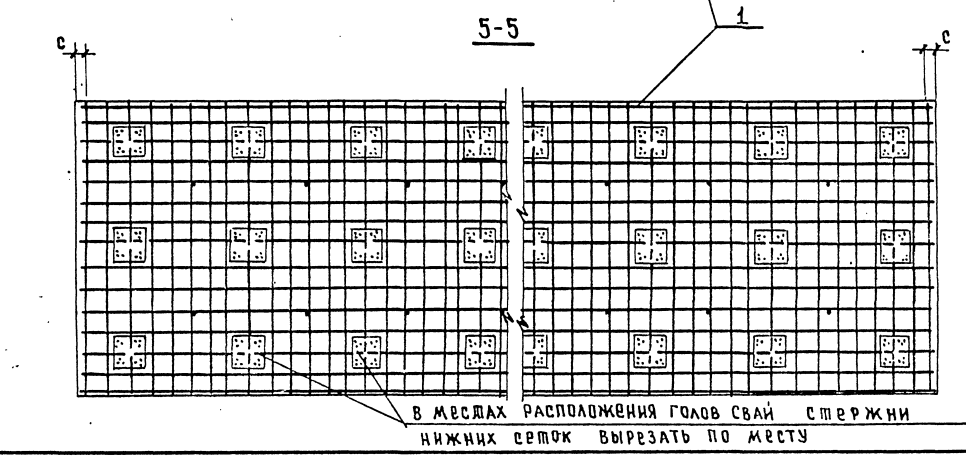 5-5
1
с
с
В МЕСТАХ РАСПОЛОЖЕНИЯ ГОЛОВ СВАЙ СТЕРЖНИ
НИЖНИХ СЕТОК ВЫРЕЗАТЬ ПО МЕСТУ